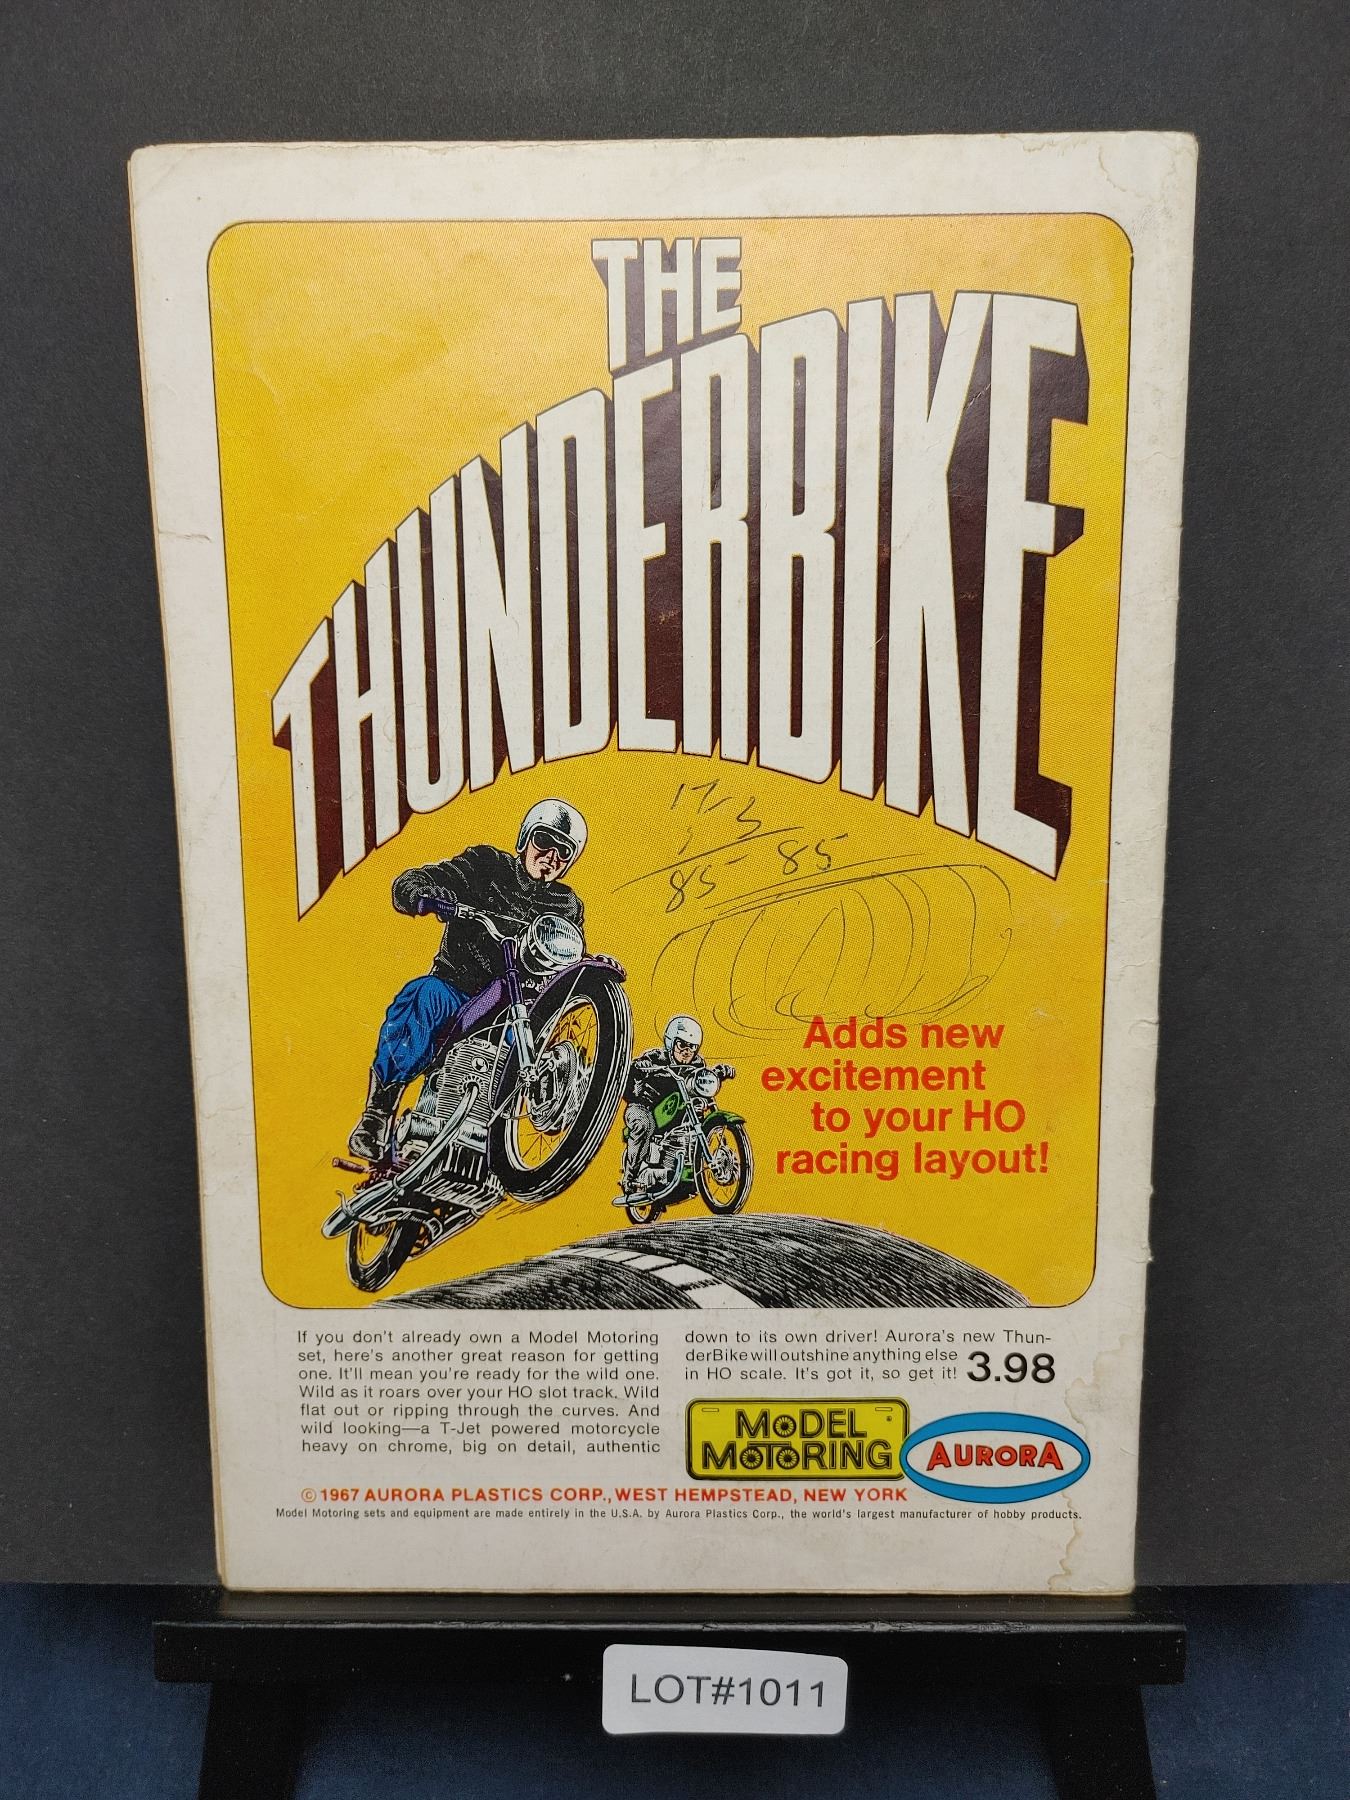 THE
THUNDERBIKE
17-5
85 85
Adds new
excitement
to your HO
racing layout!
If you don't already own a Model Motoring
set, here's another great reason for getting
one. It'll mean you're ready for the wild one.
Wild as it roars over your HO slot track. Wild
flat out or ripping through the curves. And
wild looking—a T-Jet powered motorcycle
heavy on chrome, big on detail, authentic
down to its own driver! Aurora's new Thun-
derBike will outshine anything else
in HO scale. It's got it, so get it! 3.98
MODEL
MOTORING
AURORA
© 1967 AURORA PLASTICS CORP., WEST HEMPSTEAD, NEW YORK
Model Motoring sets and equipment are made entirely in the U.S.A. by Aurora Plastics Corp., the world's largest manufacturer of hobby products.
LOT#1011